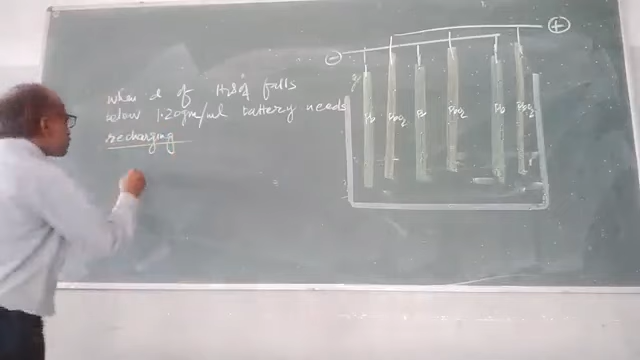 when d of H2SO4 falls
below 1.20gm/ml battery needs
recharging
+
-
Pb PbO2 Pb PbO2 Pb PbO2